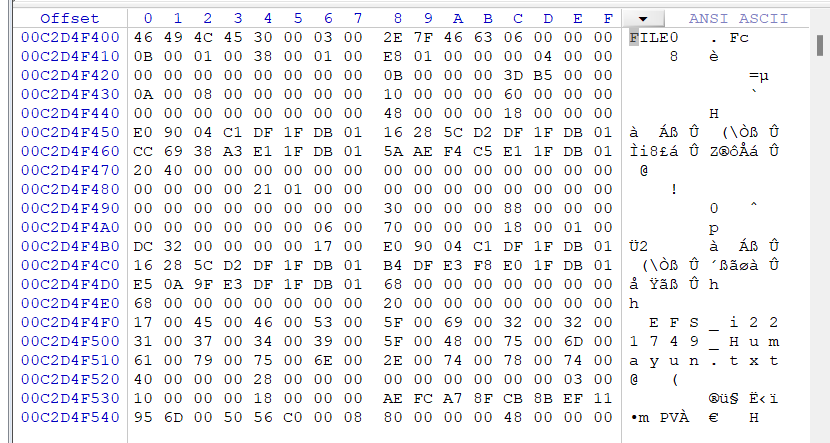 Offset 0 1 2 3 4 5 6 7 8 9 A B C D E F ANSI ASCII
00C2D4F400 46 49 4C 45 30 00 03 00 2E 7F 46 63 06 00 00 00 FILE0 . Fc
00C2D4F410 0B 00 01 00 38 00 01 00 E8 01 00 00 00 04 00 00 8 è
00C2D4F420 00 00 00 00 00 00 00 00 0B 00 00 00 3D B5 00 00 =µ
00C2D4F430 0A 00 08 00 00 00 00 00 10 00 00 00 60 00 00 00 `
00C2D4F440 00 00 00 00 00 00 00 00 48 00 00 00 18 00 00 00 H
00C2D4F450 E0 90 04 C1 DF 1F DB 01 16 28 5C D2 DF 1F DB 01 à Áß Û (\Òß Û
00C2D4F460 CC 69 38 A3 E1 1F DB 01 5A AE F4 C5 E1 1F DB 01 Ìi8£á Û Z®ôÅá Û
00C2D4F470 20 40 00 00 00 00 00 00 00 00 00 00 00 00 00 00 @
00C2D4F480 00 00 00 00 21 01 00 00 00 00 00 00 00 00 00 00 !
00C2D4F490 00 00 00 00 00 00 00 00 30 00 00 00 88 00 00 00 0 ˆ
00C2D4F4A0 00 00 00 00 00 00 06 00 70 00 00 00 18 00 01 00 p
00C2D4F4B0 DC 32 00 00 00 00 17 00 E0 90 04 C1 DF 1F DB 01 Ü2 à Áß Û
00C2D4F4C0 16 28 5C D2 DF 1F DB 01 B4 DF E3 F8 E0 1F DB 01 (\Òß Û ´ßãøà Û
00C2D4F4D0 E5 0A 9F E3 DF 1F DB 01 68 00 00 00 00 00 00 00 å Ÿãß Û h
00C2D4F4E0 68 00 00 00 00 00 00 00 20 00 00 00 00 00 00 00 h
00C2D4F4F0 17 00 45 00 46 00 53 00 5F 00 69 00 32 00 32 00 E F S _ i 2 2
00C2D4F500 31 00 37 00 34 00 39 00 5F 00 48 00 75 00 6D 00 1 7 4 9 _ H u m
00C2D4F510 61 00 79 00 75 00 6E 00 2E 00 74 00 78 00 74 00 a y u n . t x t
00C2D4F520 40 00 00 00 28 00 00 00 00 00 00 00 00 00 03 00 @ (
00C2D4F530 10 00 00 00 18 00 00 00 AE FC A7 8F CB 8B EF 11 ®ü§ Ë‹ï
00C2D4F540 95 6D 00 50 56 C0 00 08 80 00 00 00 48 00 00 00 •m PVÀ € H